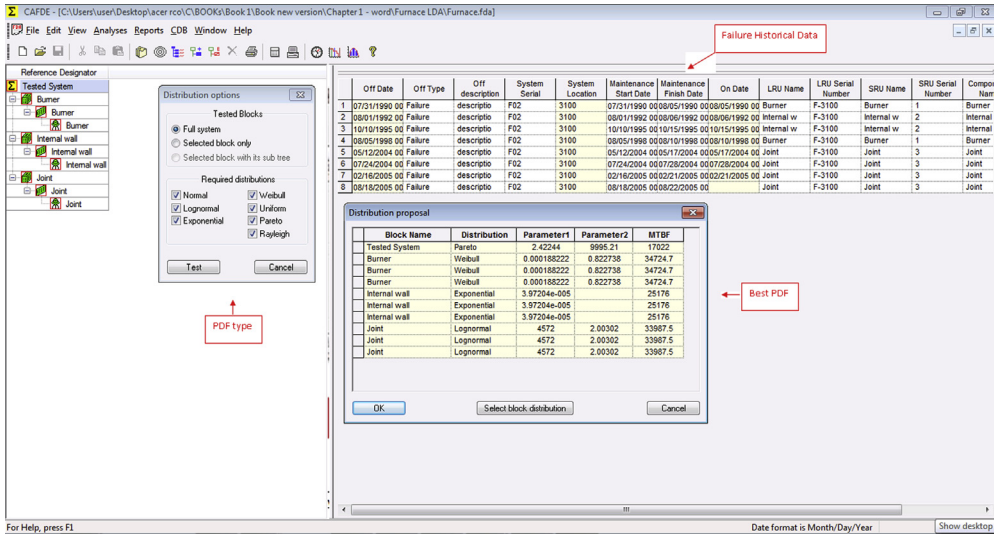 CAFDE - [C:\Users\user\Desktop\acer rco\C\BOOKs\Book 1\Book new version\Chapter 1 - word\Furnace LDA\Furnace.fda]
File Edit View Analyses Reports CDB Window Help
Failure Historical Data
Reference Designator
Tested System
Burner
Burner
Burner
Internal wall
Internal wall
Internal wall
Joint
Joint
Joint
Distribution options
Tested Blocks
Full system
Selected block only
Selected block with its sub tree
Required distributions
Normal Weibull
Lognormal Uniform
Exponential Pareto
Rayleigh
Test Cancel
PDF type
Off Date Off Type Off description System Serial System Location Maintenance Start Date Maintenance Finish Date On Date LRU Name LRU Serial Number SRU Name SRU Serial Number Compor Nam
1 07/31/1990 00 Failure descriptio F02 3100 07/31/1990 00 08/05/1990 00 08/05/1990 00 Burner F-3100 Burner 1 Burner
2 08/01/1992 00 Failure descriptio F02 3100 08/01/1992 00 08/06/1992 00 08/06/1992 00 Internal w F-3100 Internal w 2 Internal
3 10/10/1995 00 Failure descriptio F02 3100 10/10/1995 00 10/15/1995 00 10/15/1995 00 Internal w F-3100 Internal w 2 Internal
4 08/05/1998 00 Failure descriptio F02 3100 08/05/1998 00 08/10/1998 00 08/10/1998 00 Burner F-3100 Burner 1 Burner
5 05/12/2004 00 Failure descriptio F02 3100 05/12/2004 00 05/17/2004 00 05/17/2004 00 Joint F-3100 Joint 3 Joint
6 07/24/2004 00 Failure descriptio F02 3100 07/24/2004 00 07/28/2004 00 07/28/2004 00 Joint F-3100 Joint 3 Joint
7 02/16/2005 00 Failure descriptio F02 3100 02/16/2005 00 02/21/2005 00 02/21/2005 00 Joint F-3100 Joint 3 Joint
8 08/18/2005 00 Failure descriptio F02 3100 08/18/2005 00 08/22/2005 00 Joint F-3100 Joint 3 Joint
Distribution proposal
Block Name Distribution Parameter1 Parameter2 MTBF
Tested System Pareto 2.42244 9995.21 17022
Burner Weibull 0.000188222 0.822738 34724.7
Burner Weibull 0.000188222 0.822738 34724.7
Burner Weibull 0.000188222 0.822738 34724.7
Internal wall Exponential 3.97204e-005 25176
Internal wall Exponential 3.97204e-005 25176
Internal wall Exponential 3.97204e-005 25176
Joint Lognormal 4572 2.00302 33987.5
Joint Lognormal 4572 2.00302 33987.5
Joint Lognormal 4572 2.00302 33987.5
OK Select block distribution Cancel
Best PDF
For Help, press F1
Date format is Month/Day/Year
Show desktop